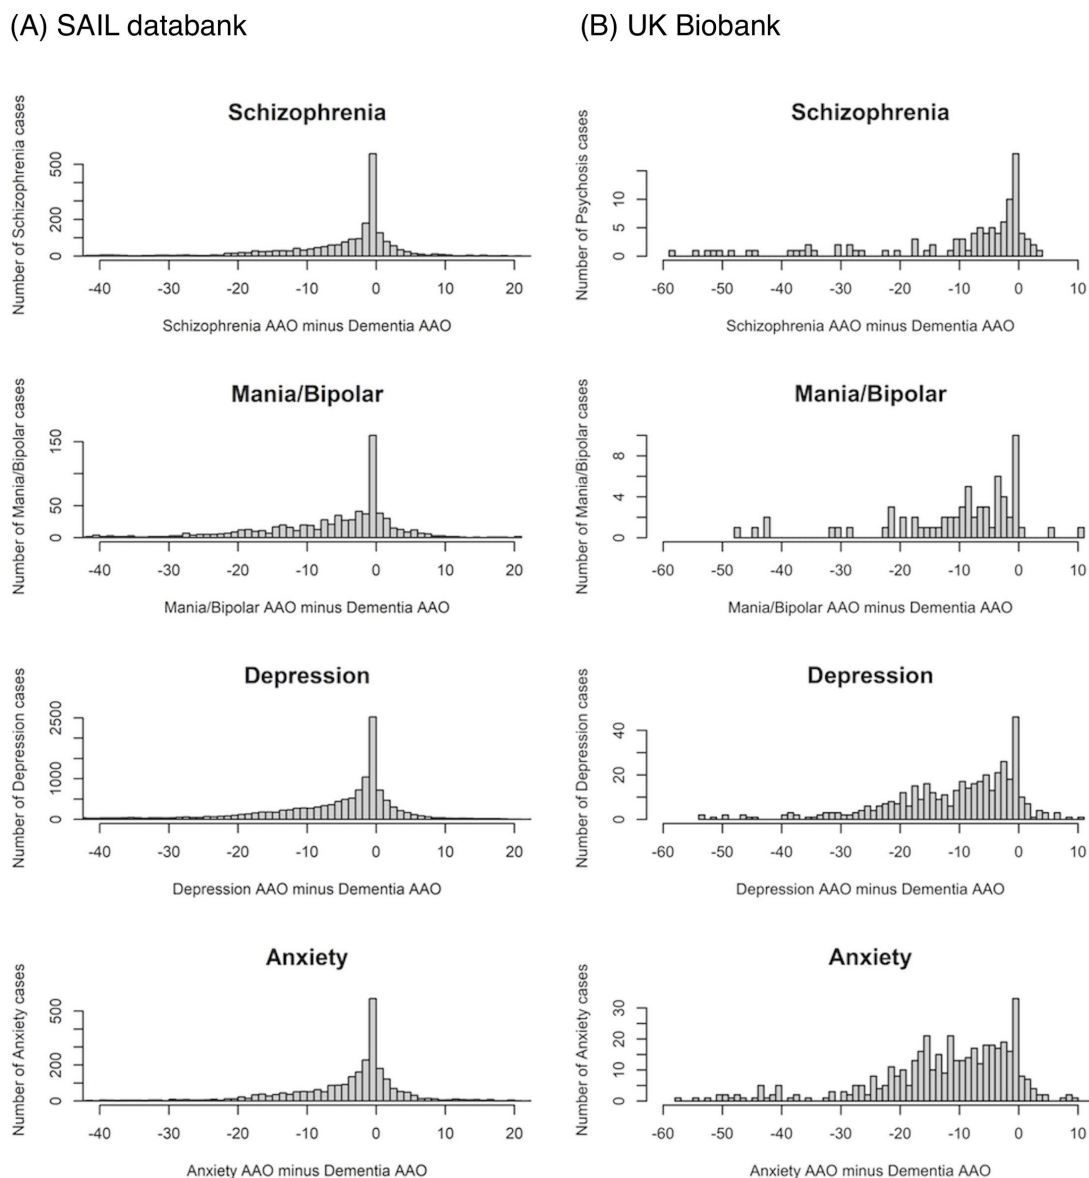 (A) SAIL databank
(B) UK Biobank
Schizophrenia
Number of Schizophrenia cases
500
200
0
-40 -30 -20 -10 0 10 20
Schizophrenia AAO minus Dementia AAO
Schizophrenia
Number of Psychosis cases
10
5
0
-60 -50 -40 -30 -20 -10 0 10
Schizophrenia AAO minus Dementia AAO
Mania/Bipolar
Number of Mania/Bipolar cases
150
50
0
-40 -30 -20 -10 0 10 20
Mania/Bipolar AAO minus Dementia AAO
Mania/Bipolar
Number of Mania/Bipolar cases
8
4
0
-60 -50 -40 -30 -20 -10 0 10
Mania/Bipolar AAO minus Dementia AAO
Depression
Number of Depression cases
2500
1000
0
-40 -30 -20 -10 0 10 20
Depression AAO minus Dementia AAO
Depression
Number of Depression cases
40
20
0
-60 -50 -40 -30 -20 -10 0 10
Depression AAO minus Dementia AAO
Anxiety
Number of Anxiety cases
500
200
0
-40 -30 -20 -10 0 10 20
Anxiety AAO minus Dementia AAO
Anxiety
Number of Anxiety cases
30
20
10
0
-60 -50 -40 -30 -20 -10 0 10
Anxiety AAO minus Dementia AAO